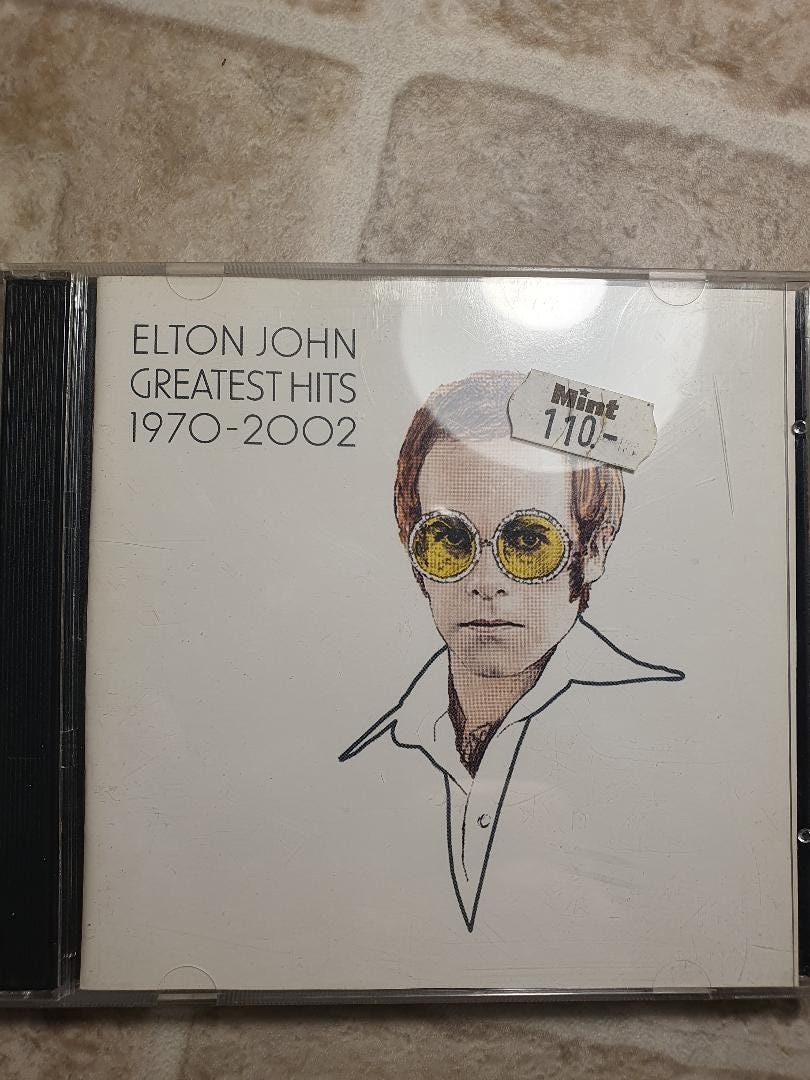 ELTON JOHN
GREATEST HITS
1970-2002
Mint
110.-